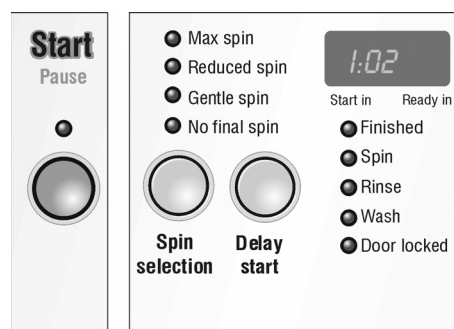 Start
Pause
Max spin
Reduced spin
Gentle spin
No final spin
Spin
selection
Delay
start
1:02
Start in Ready in
Finished
Spin
Rinse
Wash
Door locked